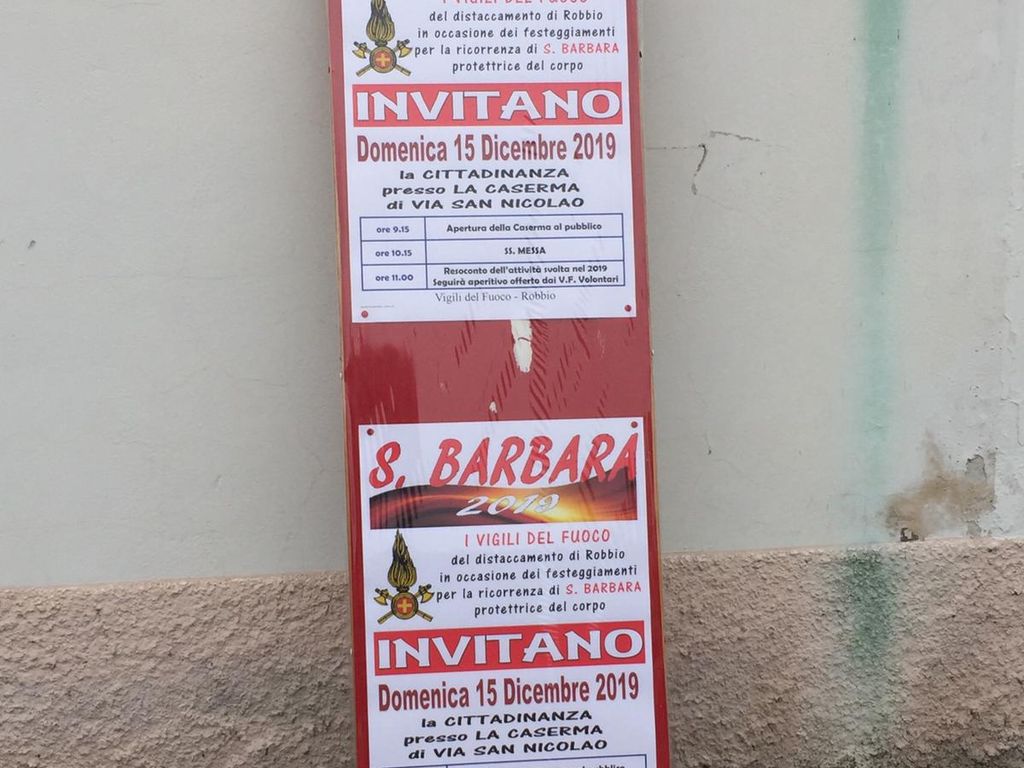 I VIGILI DEL FUOCO
del distaccamento di Robbio
in occasione dei festeggiamenti
per la ricorrenza di S. BARBARA
protettrice del corpo
INVITANO
Domenica 15 Dicembre 2019
la CITTADINANZA
presso LA CASERMA
di VIA SAN NICOLAO
ore 9.15 Apertura della Caserma al pubblico
ore 10.15 SS. MESSA
ore 11.00 Resoconto dell'attività svolta nel 2019
Seguirà aperitivo offerto dai V.F. Volontari
Vigili del Fuoco - Robbio
S. BARBARA
2019
I VIGILI DEL FUOCO
del distaccamento di Robbio
in occasione dei festeggiamenti
per la ricorrenza di S. BARBARA
protettrice del corpo
INVITANO
Domenica 15 Dicembre 2019
la CITTADINANZA
presso LA CASERMA
di VIA SAN NICOLAO